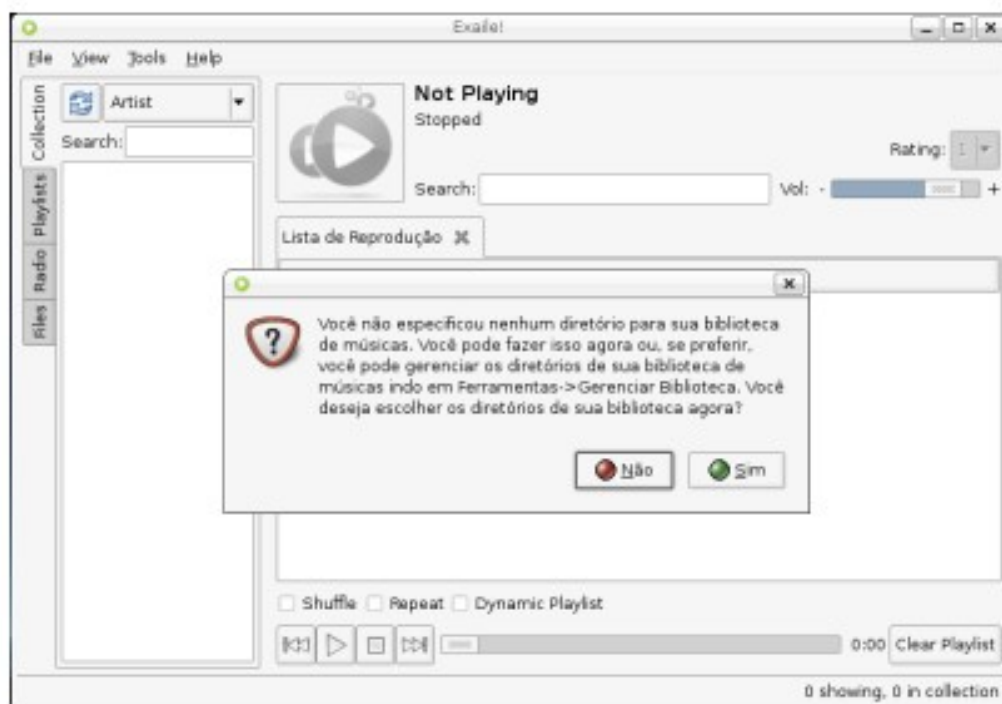 Exaile!
File View Tools Help
Collection
Playlists
Radio
Files
Artist
Search:
Not Playing
Stopped
Rating:
Search:
Vol: - +
Lista de Reprodução
Você não especificou nenhum diretório para sua biblioteca
de músicas. Você pode fazer isso agora ou, se preferir,
você pode gerenciar os diretórios de sua biblioteca de
músicas indo em Ferramentas->Gerenciar Biblioteca. Você
deseja escolher os diretórios de sua biblioteca agora?
Não Sim
Shuffle Repeat Dynamic Playlist
0:00 Clear Playlist
0 showing, 0 in collection